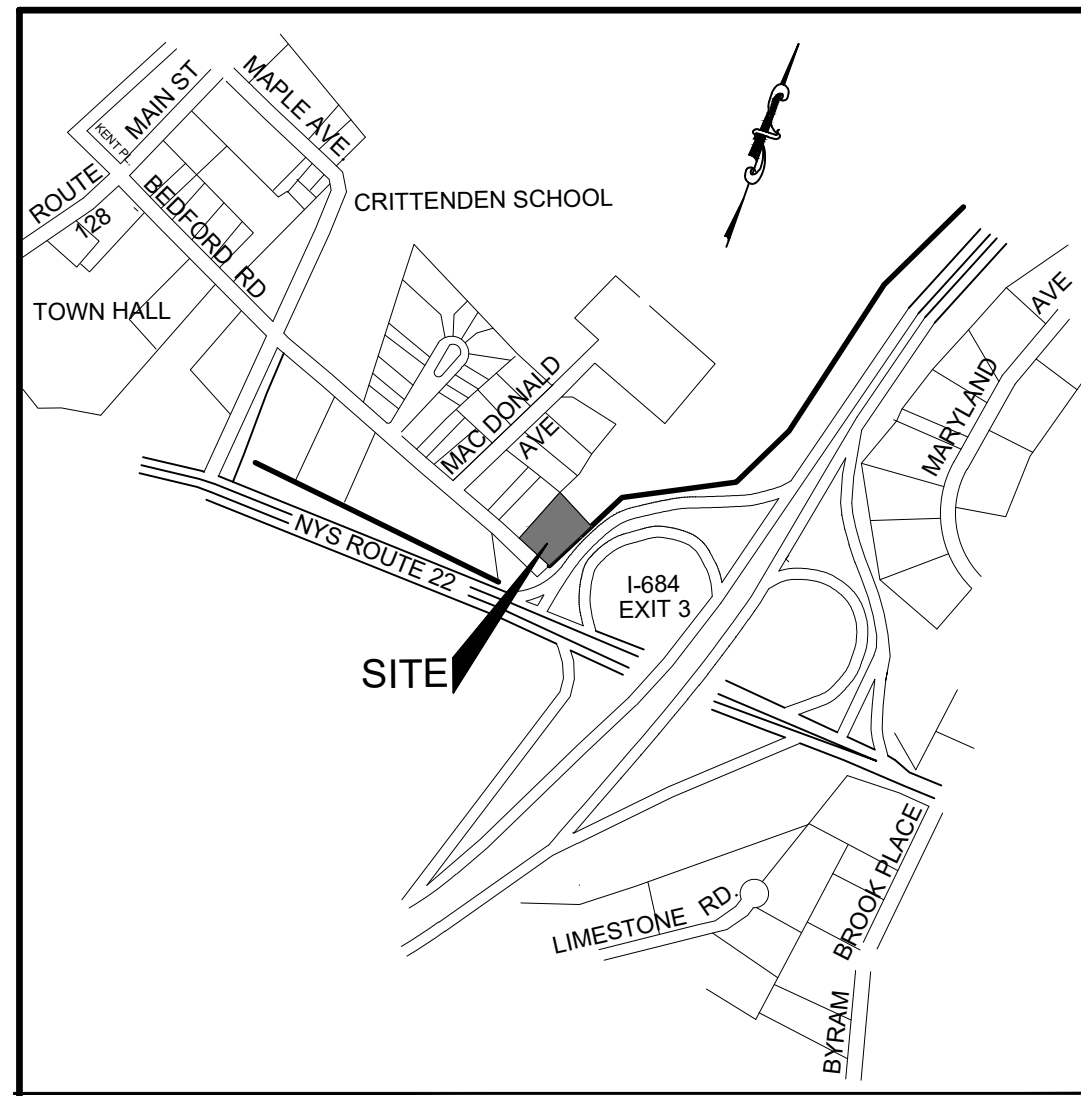 MAIN ST
MAPLE AVE.
KENT PL.
ROUTE
128
BEDFORD RD
CRITTENDEN SCHOOL
TOWN HALL
MAC DONALD
AVE
MARYLAND
AVE
NYS ROUTE 22
I-684
EXIT 3
SITE
LIMESTONE RD.
BYRAM
BROOK PLACE